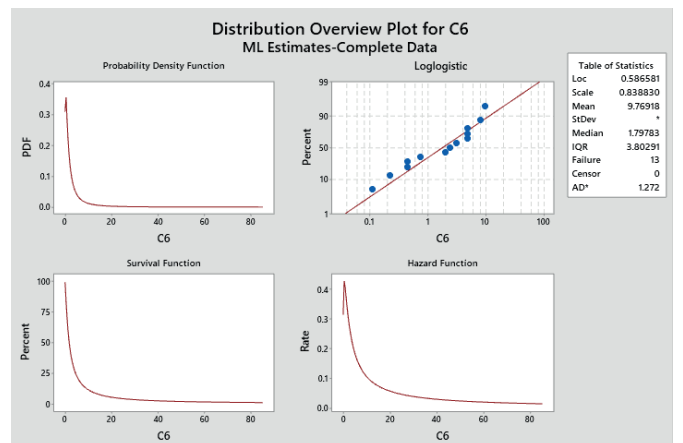 Distribution Overview Plot for C6
ML Estimates-Complete Data
Probability Density Function
0.4
0.3
0.2
0.1
0.0
PDF
0 20 40 60 80
C6
Loglogistic
99
90
50
10
1
Percent
0.1 1 10 100
C6
Table of Statistics
Loc 0.586581
Scale 0.838830
Mean 9.76918
StDev *
Median 1.79783
IQR 3.80291
Failure 13
Censor 0
AD* 1.272
Survival Function
100
75
50
25
0
Percent
0 20 40 60 80
C6
Hazard Function
0.4
0.3
0.2
0.1
0.0
Rate
0 20 40 60 80
C6